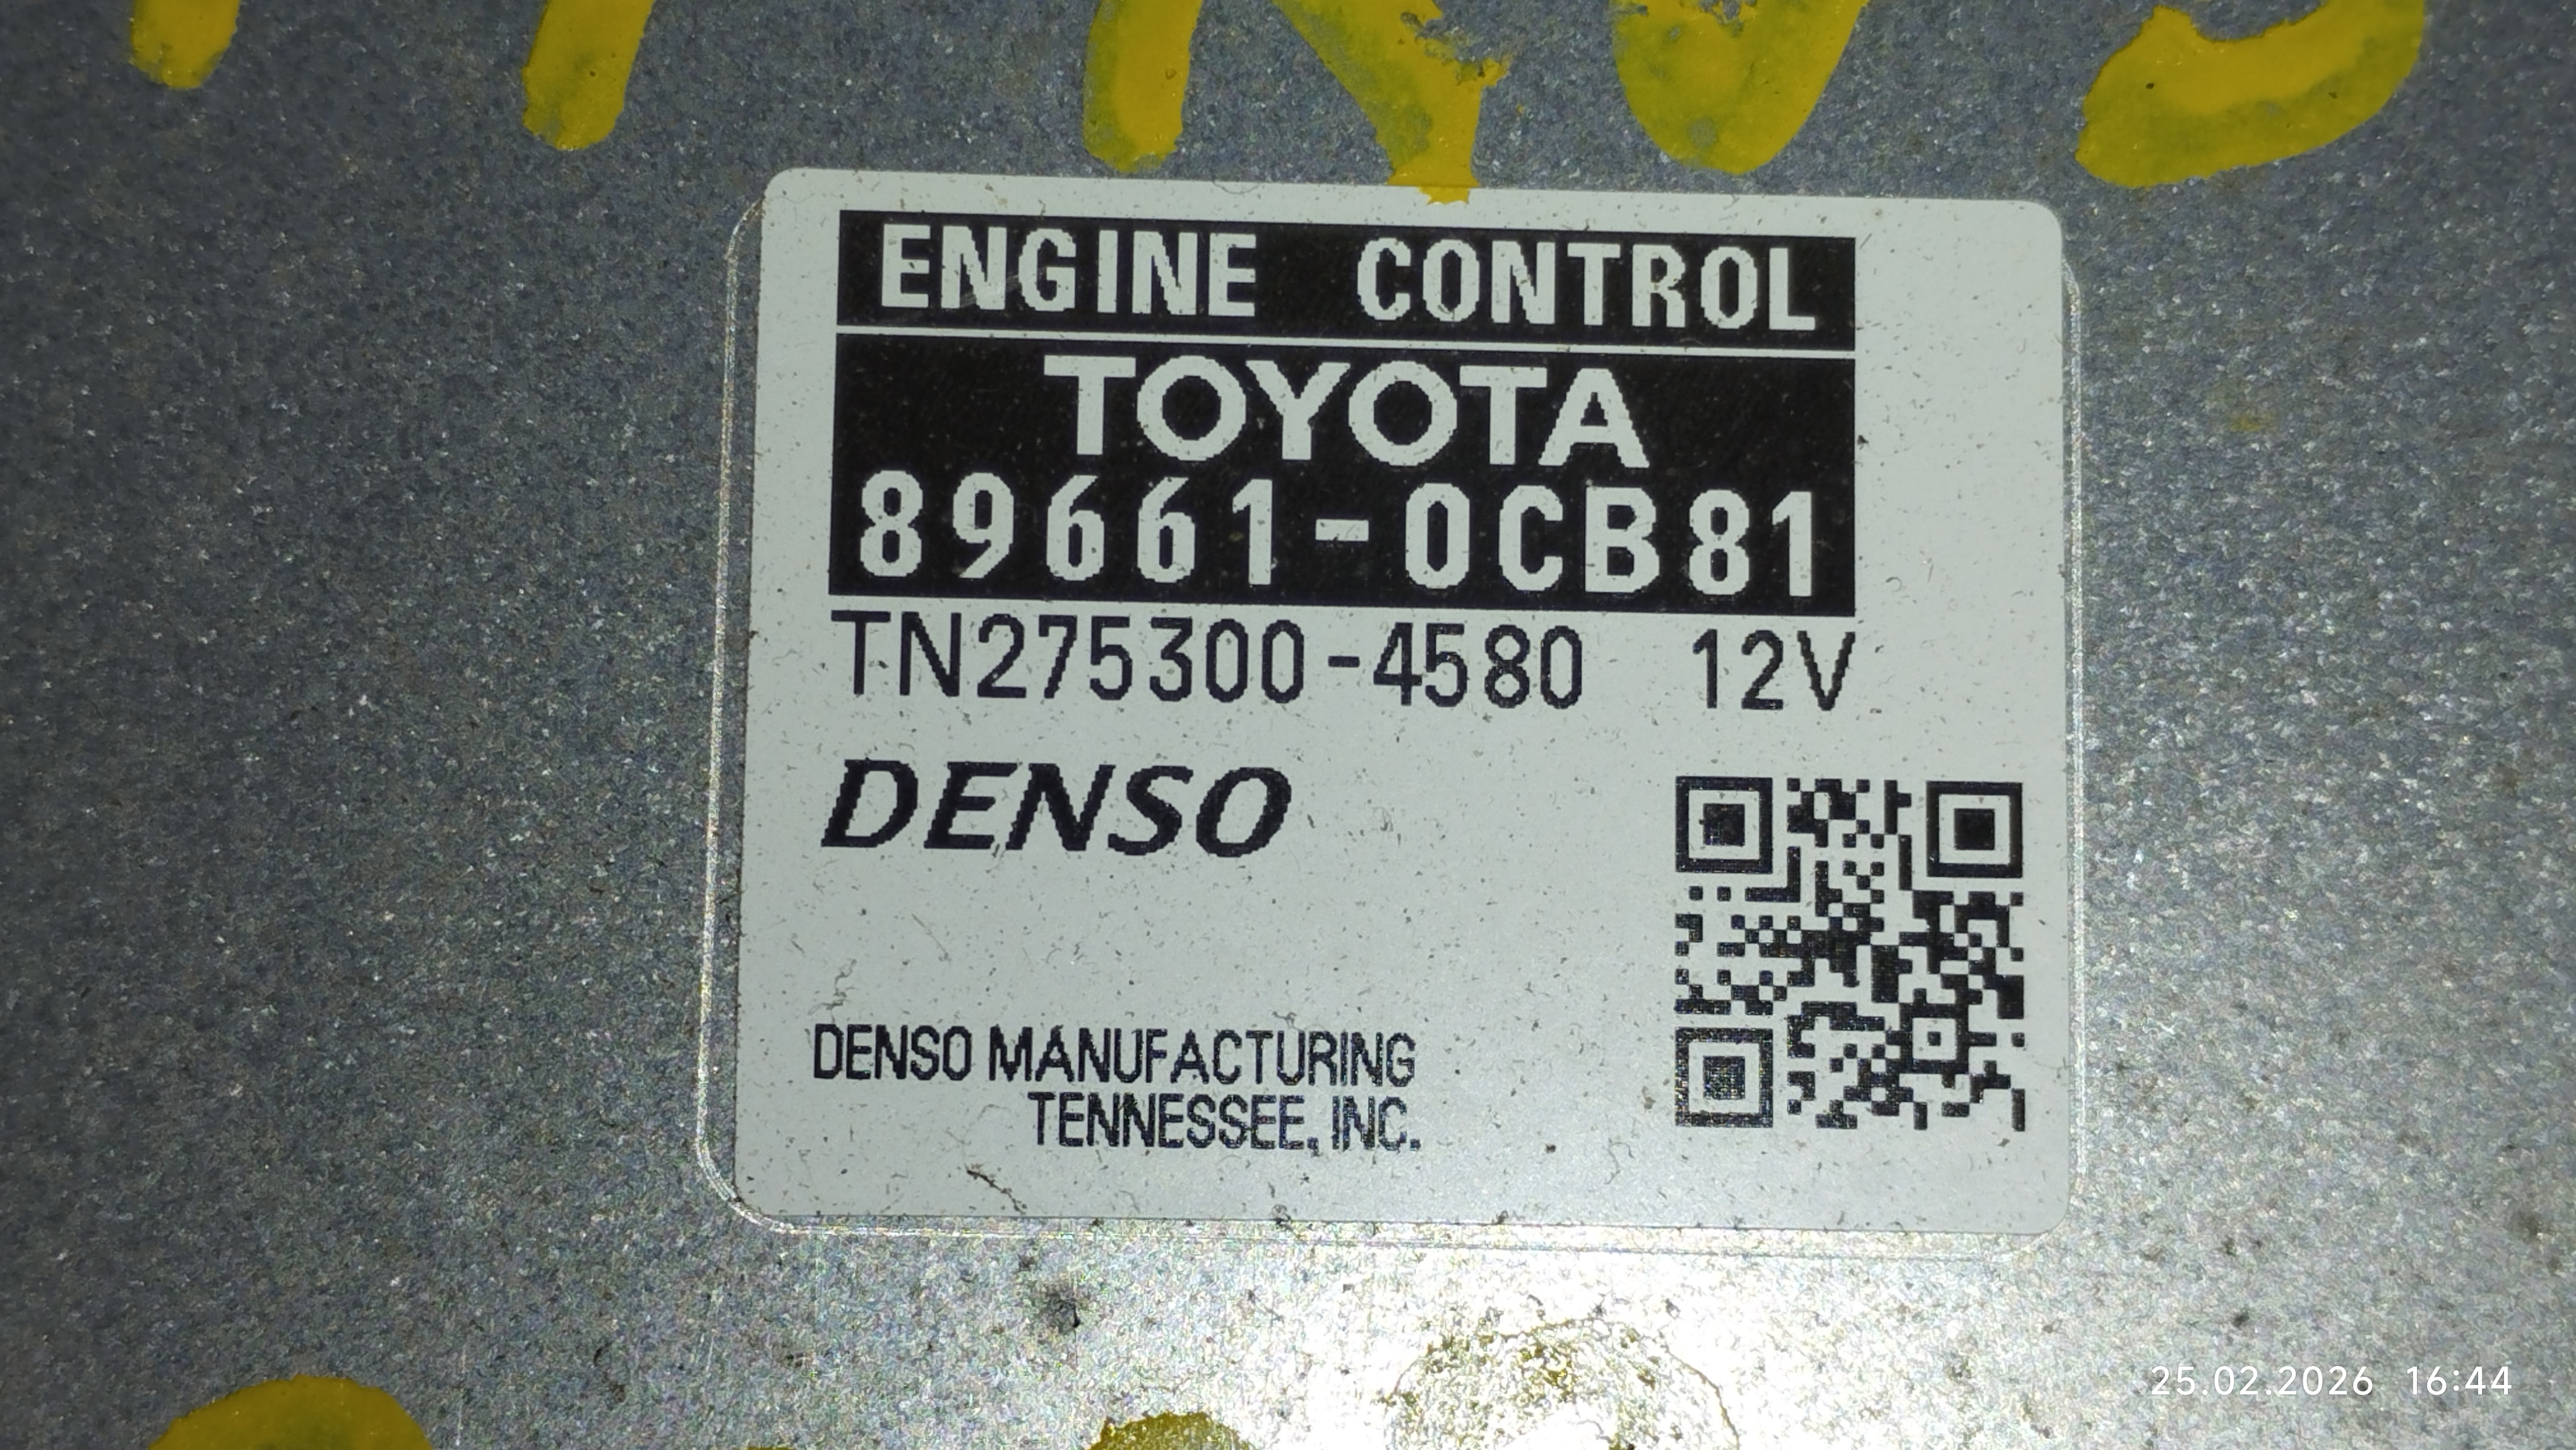 ENGINE CONTROL
TOYOTA
89661-0CB81
TN275300-4580 12V
DENSO
DENSO MANUFACTURING
TENNESSEE, INC.
25.02.2026 16:44